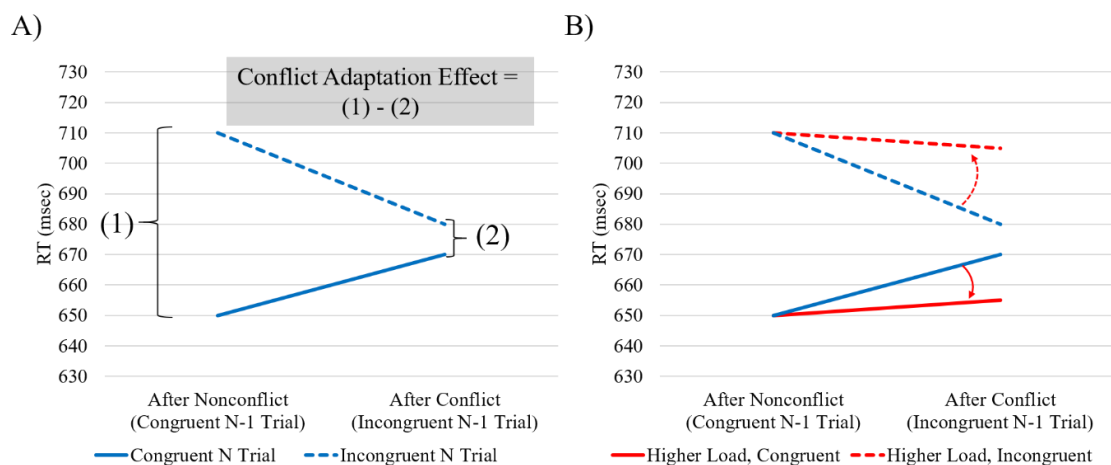 A)
Conflict Adaptation Effect =
(1) - (2)
RT (msec)
730
720
710
700
690
680
670
660
650
640
630
(1)
(2)
After Nonconflict
(Congruent N-1 Trial)
After Conflict
(Incongruent N-1 Trial)
Congruent N Trial
Incongruent N Trial
B)
RT (msec)
730
720
710
700
690
680
670
660
650
640
630
After Nonconflict
(Congruent N-1 Trial)
After Conflict
(Incongruent N-1 Trial)
Higher Load, Congruent
Higher Load, Incongruent